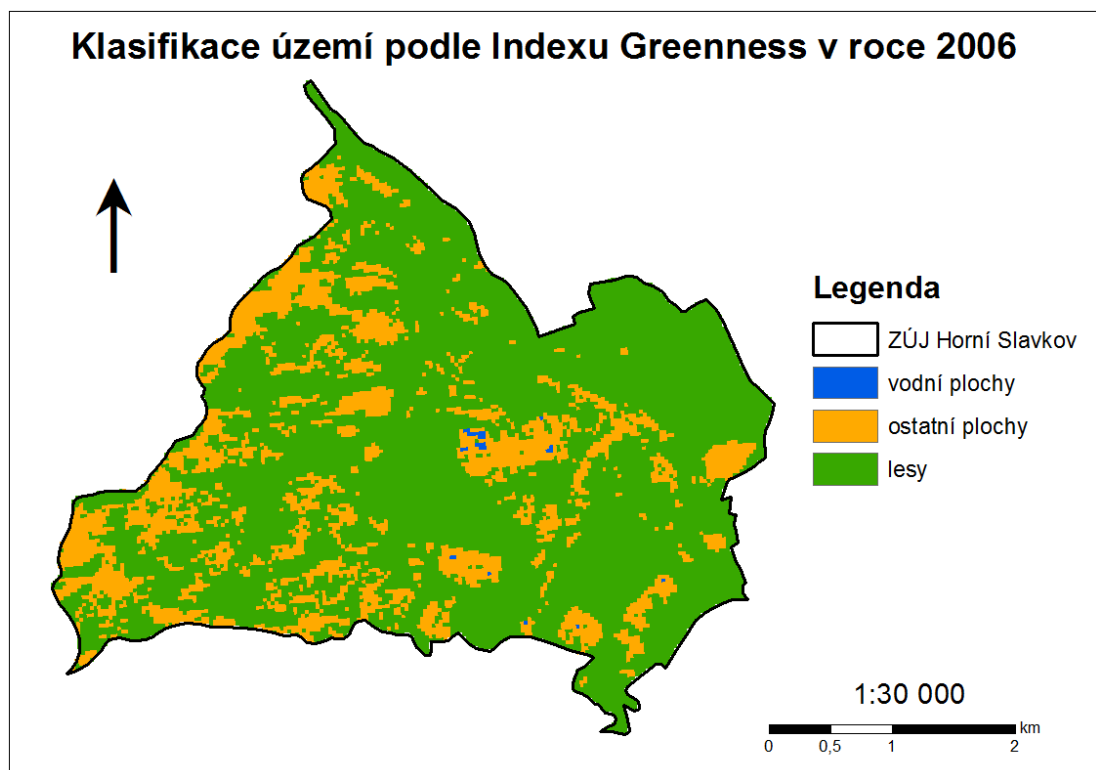 Klasifikace území podle Indexu Greenness v roce 2006
Legenda
ZÚJ Horní Slavkov
vodní plochy
ostatní plochy
lesy
1:30 000
km
0 0,5 1 2